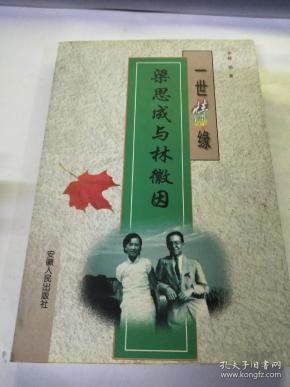 一世情缘
梁思成与林徽因
安徽人民出版社
孔夫子旧书网